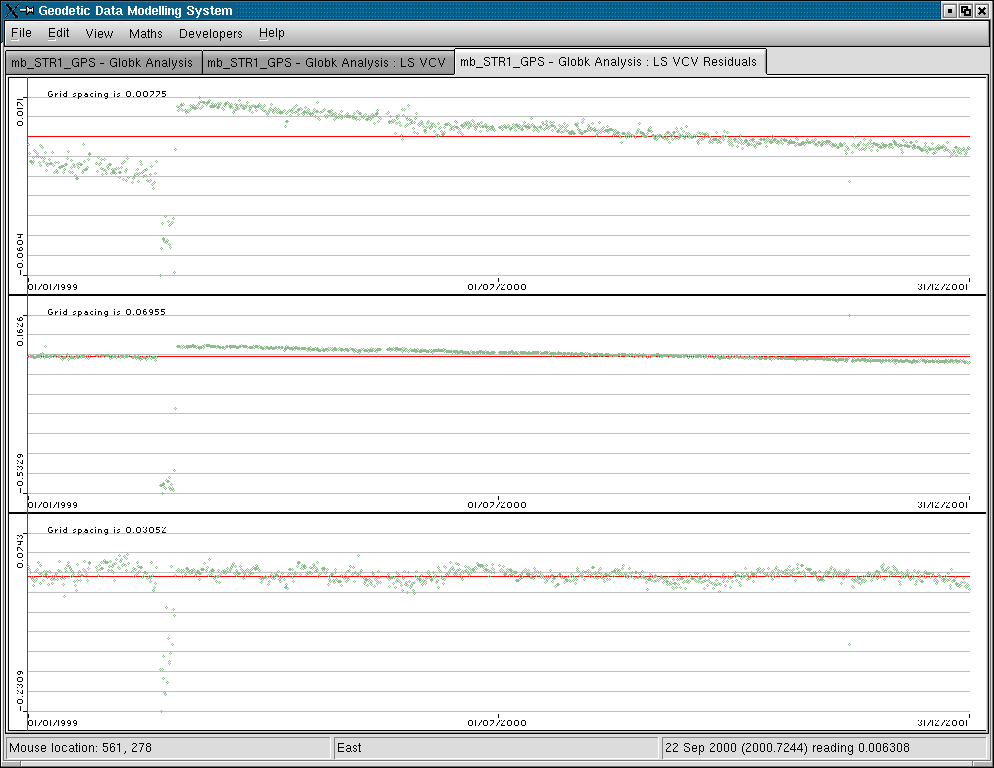 Geodetic Data Modelling System
File Edit View Maths Developers Help
mb_STR1_GPS - Globk Analysis mb_STR1_GPS - Globk Analysis : LS VCV mb_STR1_GPS - Globk Analysis : LS VCV Residuals
Grid spacing is 0.00775
0.0171
-0.0604
01/01/1999 01/07/2000 31/12/2001
Grid spacing is 0.06955
0.1626
-0.5329
01/01/1999 01/07/2000 31/12/2001
Grid spacing is 0.03052
0.0743
-0.2309
01/01/1999 01/07/2000 31/12/2001
Mouse location: 561, 278 East 22 Sep 2000 (2000.7244) reading 0.006308